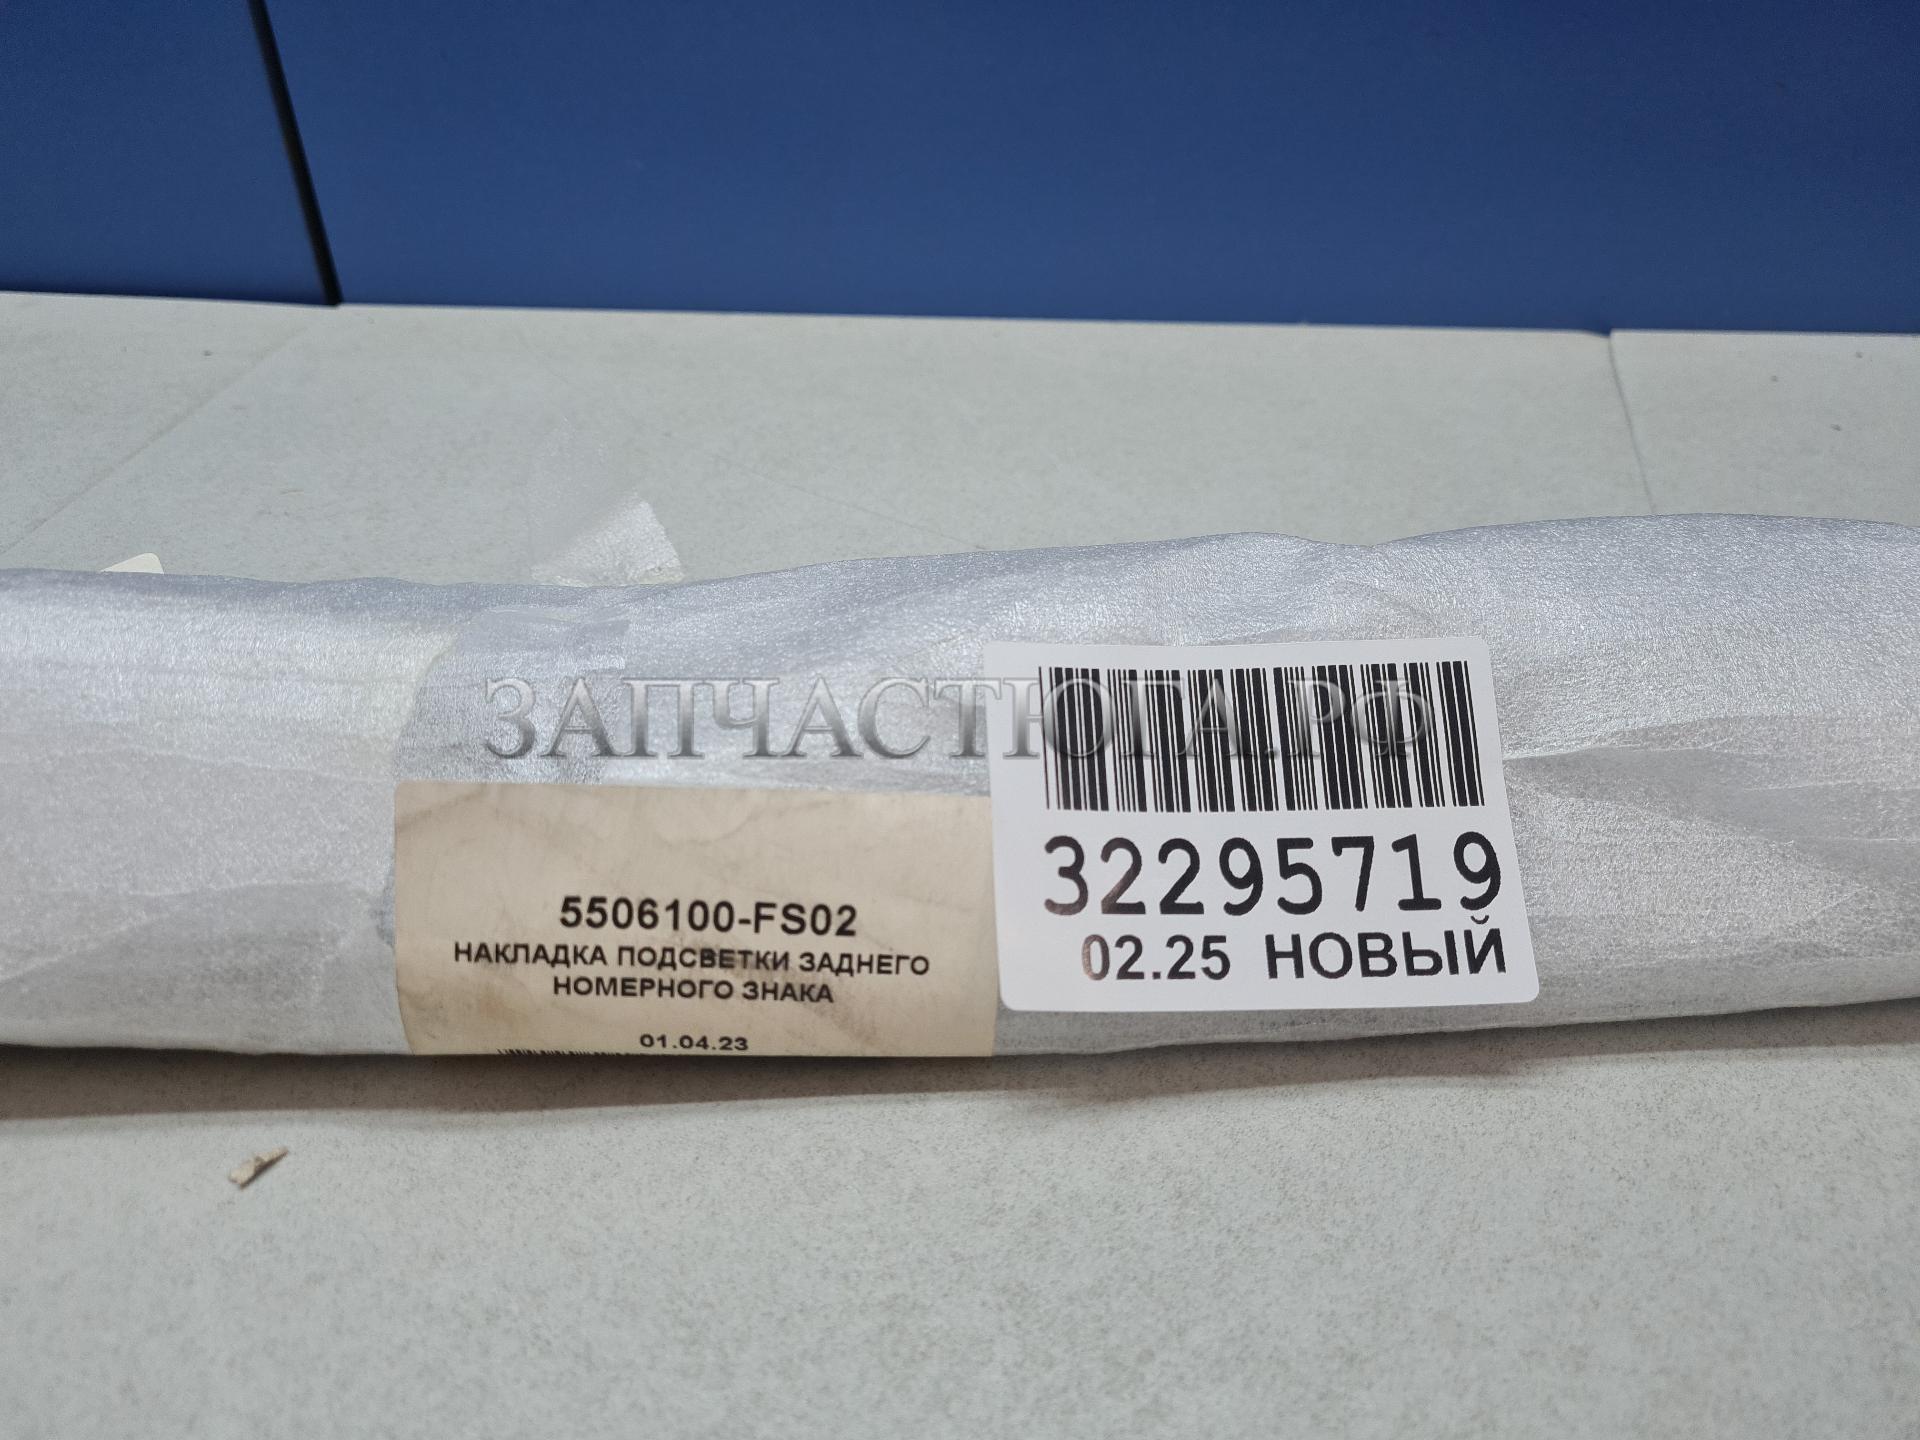 ЗАПЧАСТЮГА.РФ
32295719
02.25 НОВЫЙ
5506100-FS02
НАКЛАДКА ПОДСВЕТКИ ЗАДНЕГО
НОМЕРНОГО ЗНАКА
01.04.23